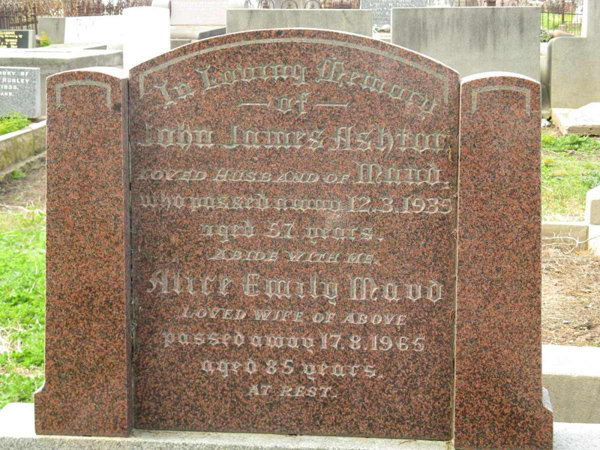 In Loving Memory
of
John James Ashton,
LOVED HUSBAND OF Maud,
who passed away 12.3.1935
aged 57 years.
ABIDE WITH ME.
Alice Emily Maud
LOVED WIFE OF ABOVE
passed away 17.8.1965
aged 85 years.
AT REST.